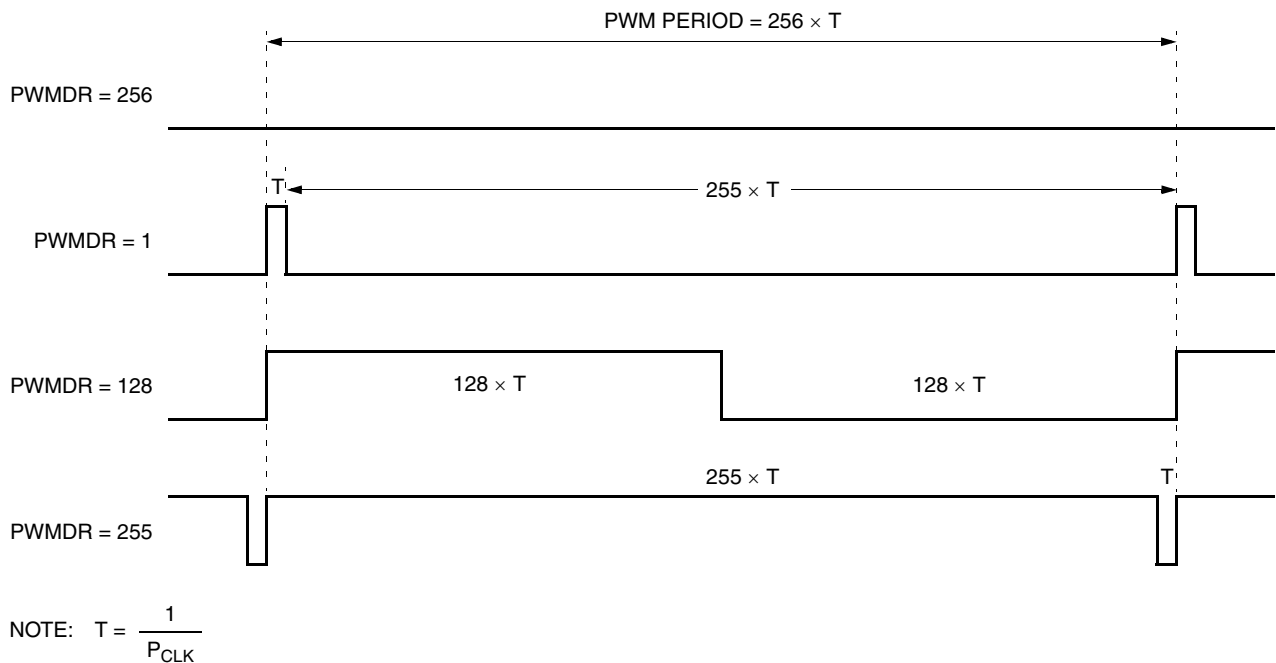 PWM PERIOD = 256 × T
PWMDR = 256
T
255 × T
PWMDR = 1
PWMDR = 128
128 × T
128 × T
255 × T
T
PWMDR = 255
NOTE: T = 1
P_CLK